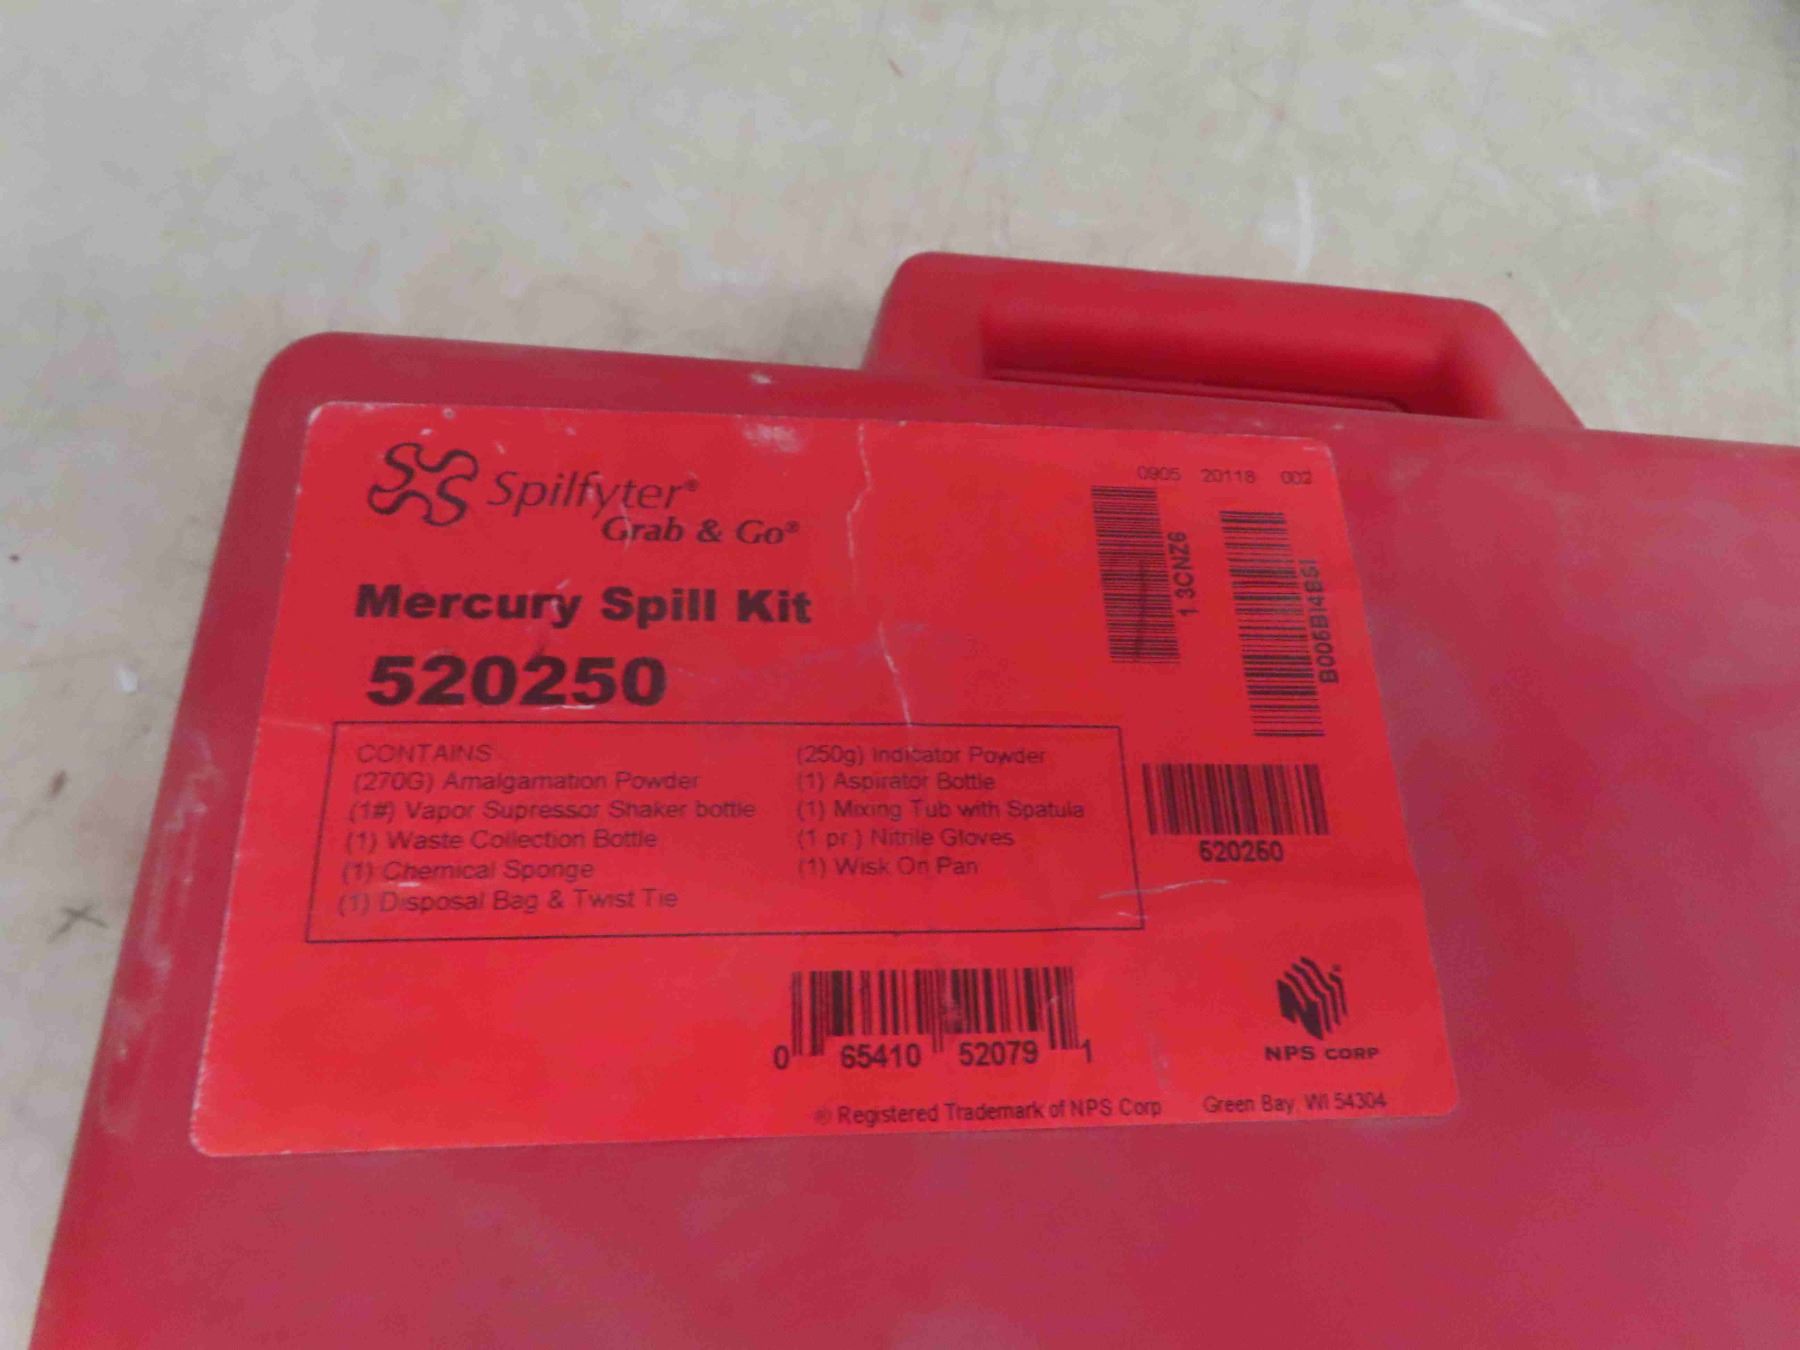 Spilfyter®
Grab & Go®
Mercury Spill Kit
520250
CONTAINS
(270G) Amalgamation Powder
(1#) Vapor Supressor Shaker bottle
(1) Waste Collection Bottle
(1) Chemical Sponge
(1) Disposal Bag & Twist Tie
(250g) Indicator Powder
(1) Aspirator Bottle
(1) Mixing Tub with Spatula
(1 pr.) Nitrile Gloves
(1) Wisk On Pan
0905 20118 002
1 3CNZ6
520250
0 65410 52079 1
NPS CORP
® Registered Trademark of NPS Corp Green Bay, WI 54304